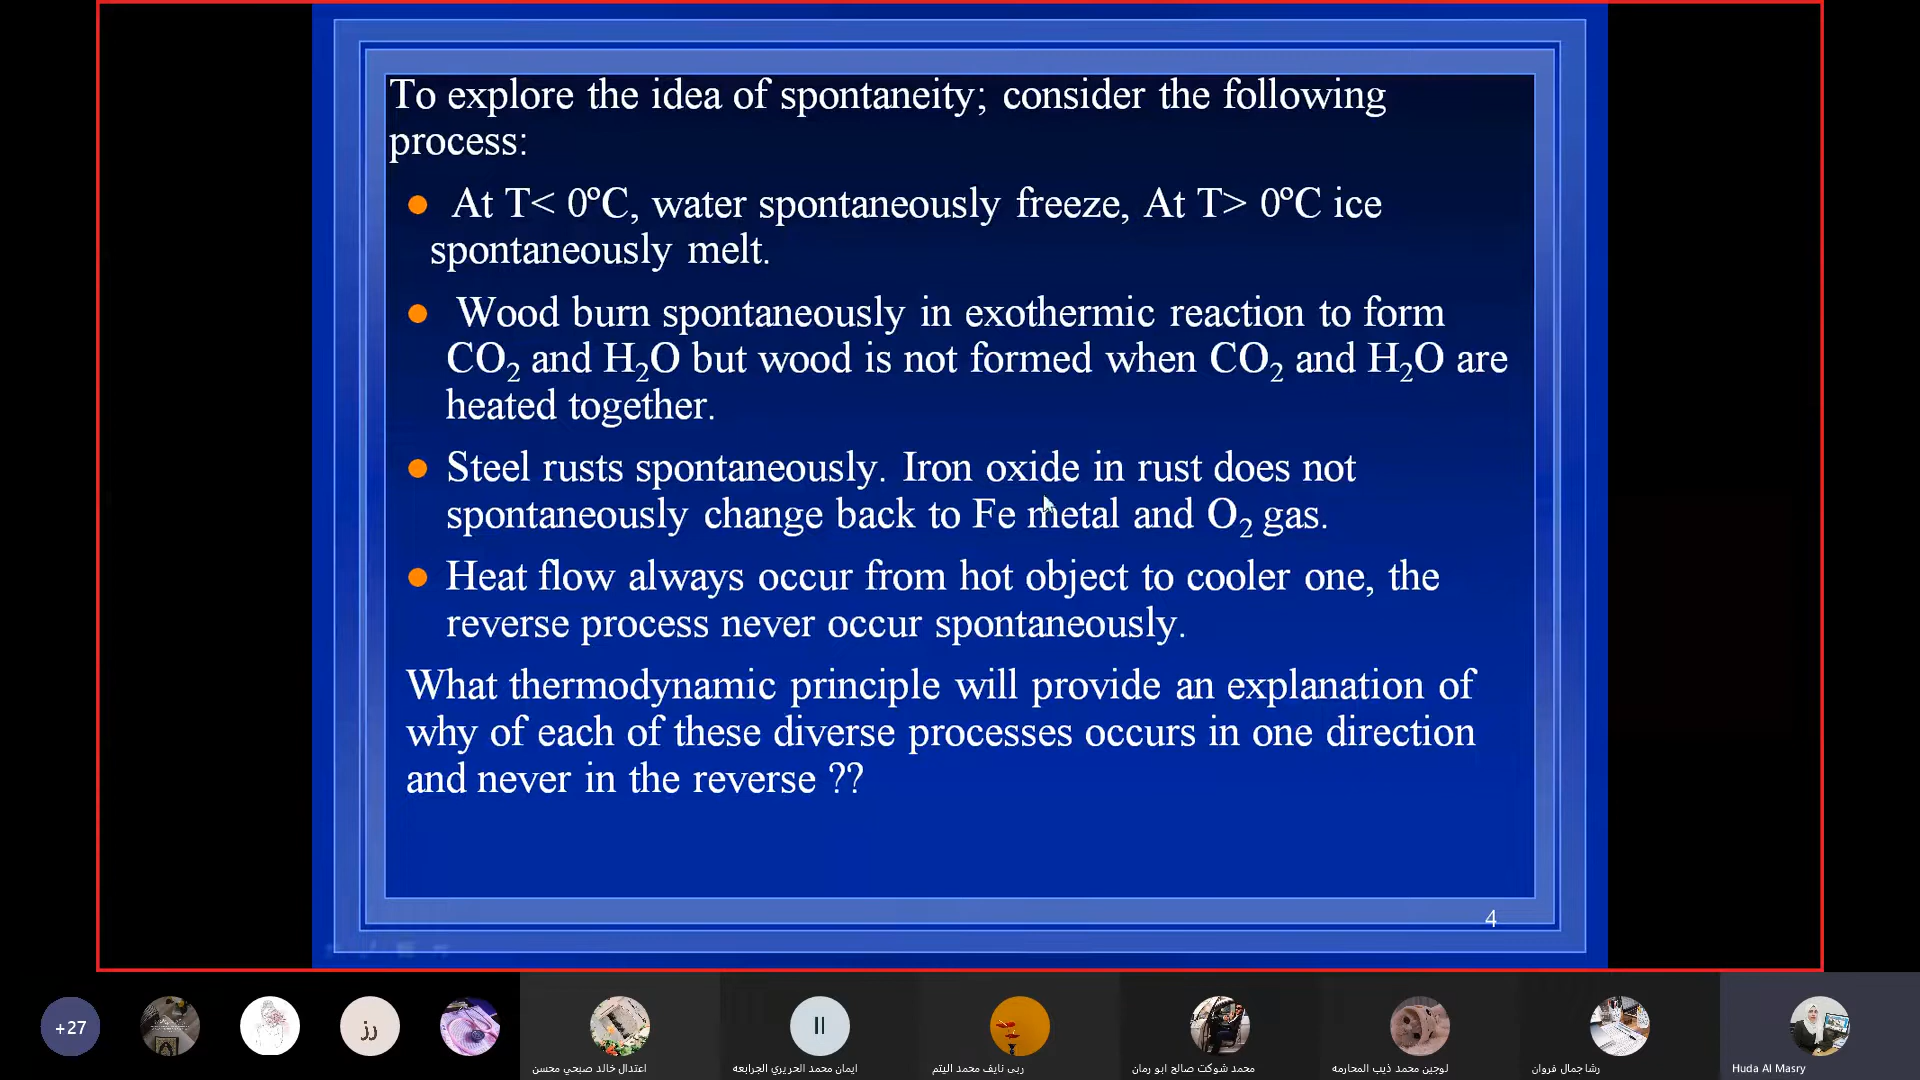 To explore the idea of spontaneity; consider the following
process:
At T< 0ºC, water spontaneously freeze, At T> 0ºC ice
spontaneously melt.
Wood burn spontaneously in exothermic reaction to form
CO₂ and H₂O but wood is not formed when CO₂ and H₂O are
heated together.
Steel rusts spontaneously. Iron oxide in rust does not
spontaneously change back to Fe metal and O₂ gas.
Heat flow always occur from hot object to cooler one, the
reverse process never occur spontaneously.
What thermodynamic principle will provide an explanation of
why of each of these diverse processes occurs in one direction
and never in the reverse ??
4
+27
رز
اا
اعتدال خالد صبحي محسن
ايمان محمد الحريري الجرابعه
ربى نايف محمد اليتم
محمد شوكت صالح ابو رمان
لوجين محمد ذيب المحارمه
رشا جمال فروان
Huda Al Masry